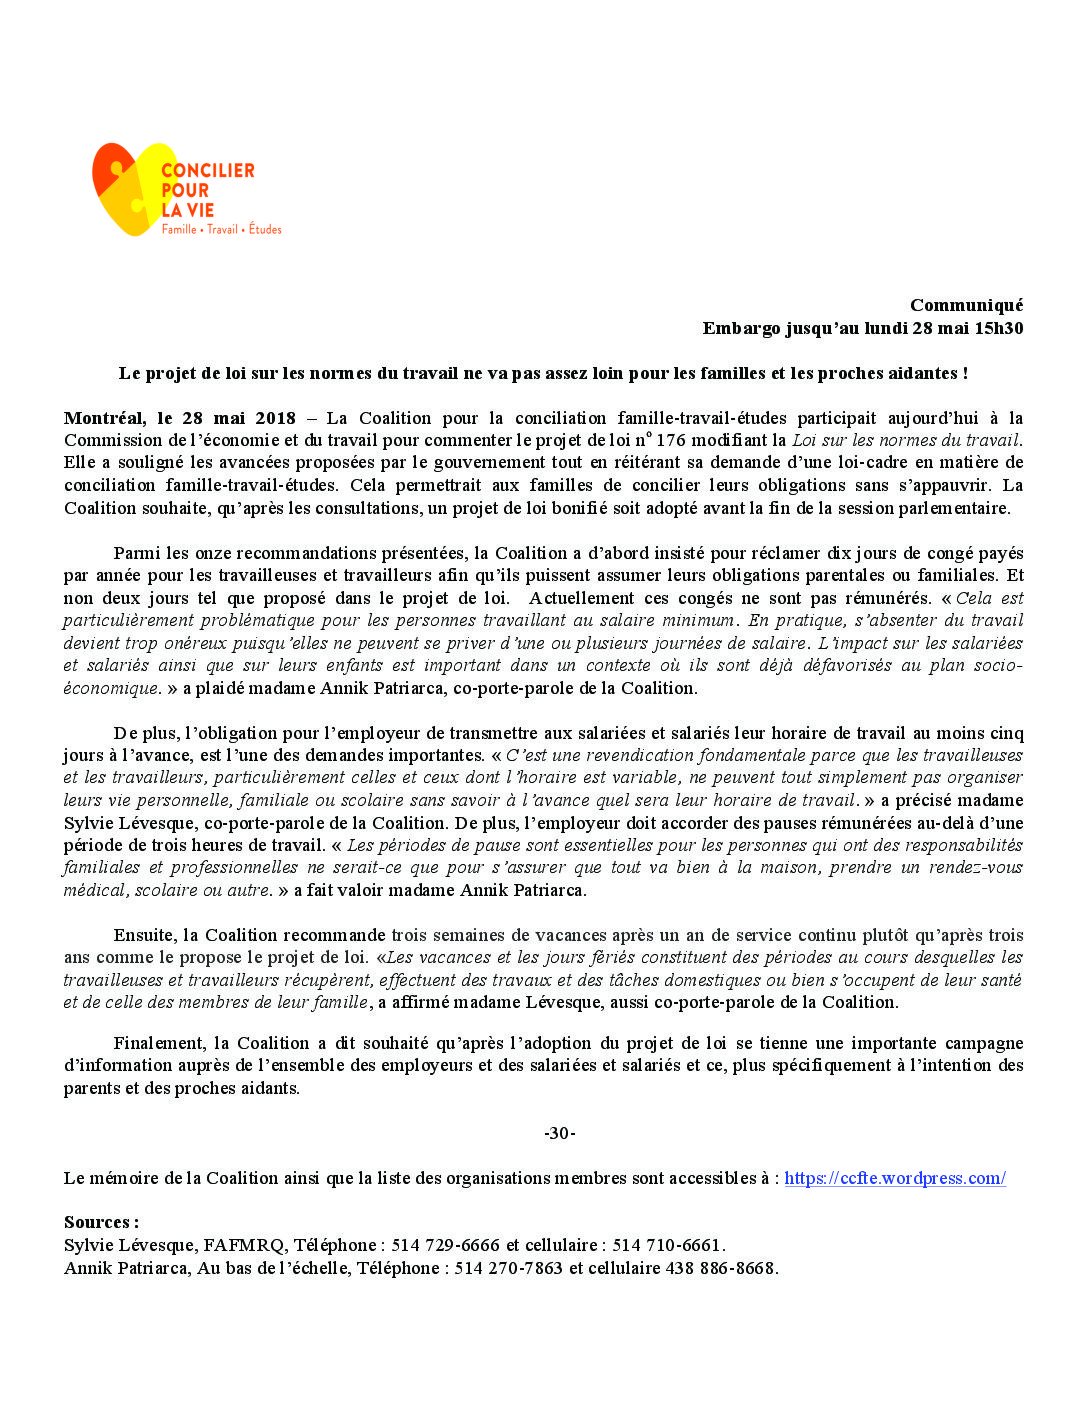 CONCILIER
POUR
LA VIE
Famille • Travail • Études
Communiqué
Embargo jusqu’au lundi 28 mai 15h30
Le projet de loi sur les normes du travail ne va pas assez loin pour les familles et les proches aidantes !
Montréal, le 28 mai 2018 – La Coalition pour la conciliation famille-travail-études participait aujourd’hui à la
Commission de l’économie et du travail pour commenter le projet de loi nº 176 modifiant la Loi sur les normes du travail.
Elle a souligné les avancées proposées par le gouvernement tout en réitérant sa demande d’une loi-cadre en matière de
conciliation famille-travail-études. Cela permettrait aux familles de concilier leurs obligations sans s’appauvrir. La
Coalition souhaite, qu’après les consultations, un projet de loi bonifié soit adopté avant la fin de la session parlementaire.
Parmi les onze recommandations présentées, la Coalition a d’abord insisté pour réclamer dix jours de congé payés
par année pour les travailleuses et travailleurs afin qu’ils puissent assumer leurs obligations parentales ou familiales. Et
non deux jours tel que proposé dans le projet de loi. Actuellement ces congés ne sont pas rémunérés. « Cela est
particulièrement problématique pour les personnes travaillant au salaire minimum. En pratique, s’absenter du travail
devient trop onéreux puisqu’elles ne peuvent se priver d’une ou plusieurs journées de salaire. L’impact sur les salariées
et salariés ainsi que sur leurs enfants est important dans un contexte où ils sont déjà défavorisés au plan socio-
économique. » a plaidé madame Annik Patriarca, co-porte-parole de la Coalition.
De plus, l’obligation pour l’employeur de transmettre aux salariées et salariés leur horaire de travail au moins cinq
jours à l’avance, est l’une des demandes importantes. « C’est une revendication fondamentale parce que les travailleuses
et les travailleurs, particulièrement celles et ceux dont l’horaire est variable, ne peuvent tout simplement pas organiser
leurs vie personnelle, familiale ou scolaire sans savoir à l’avance quel sera leur horaire de travail. » a précisé madame
Sylvie Lévesque, co-porte-parole de la Coalition. De plus, l’employeur doit accorder des pauses rémunérées au-delà d’une
période de trois heures de travail. « Les périodes de pause sont essentielles pour les personnes qui ont des responsabilités
familiales et professionnelles ne serait-ce que pour s’assurer que tout va bien à la maison, prendre un rendez-vous
médical, scolaire ou autre. » a fait valoir madame Annik Patriarca.
Ensuite, la Coalition recommande trois semaines de vacances après un an de service continu plutôt qu’après trois
ans comme le propose le projet de loi. «Les vacances et les jours fériés constituent des périodes au cours desquelles les
travailleuses et travailleurs récupèrent, effectuent des travaux et des tâches domestiques ou bien s’occupent de leur santé
et de celle des membres de leur famille, a affirmé madame Lévesque, aussi co-porte-parole de la Coalition.
Finalement, la Coalition a dit souhaité qu’après l’adoption du projet de loi se tienne une importante campagne
d’information auprès de l’ensemble des employeurs et des salariées et salariés et ce, plus spécifiquement à l’intention des
parents et des proches aidants.
-30-
Le mémoire de la Coalition ainsi que la liste des organisations membres sont accessibles à : https://ccfte.wordpress.com/
Sources :
Sylvie Lévesque, FAFMRQ, Téléphone : 514 729-6666 et cellulaire : 514 710-6661.
Annik Patriarca, Au bas de l’échelle, Téléphone : 514 270-7863 et cellulaire 438 886-8668.